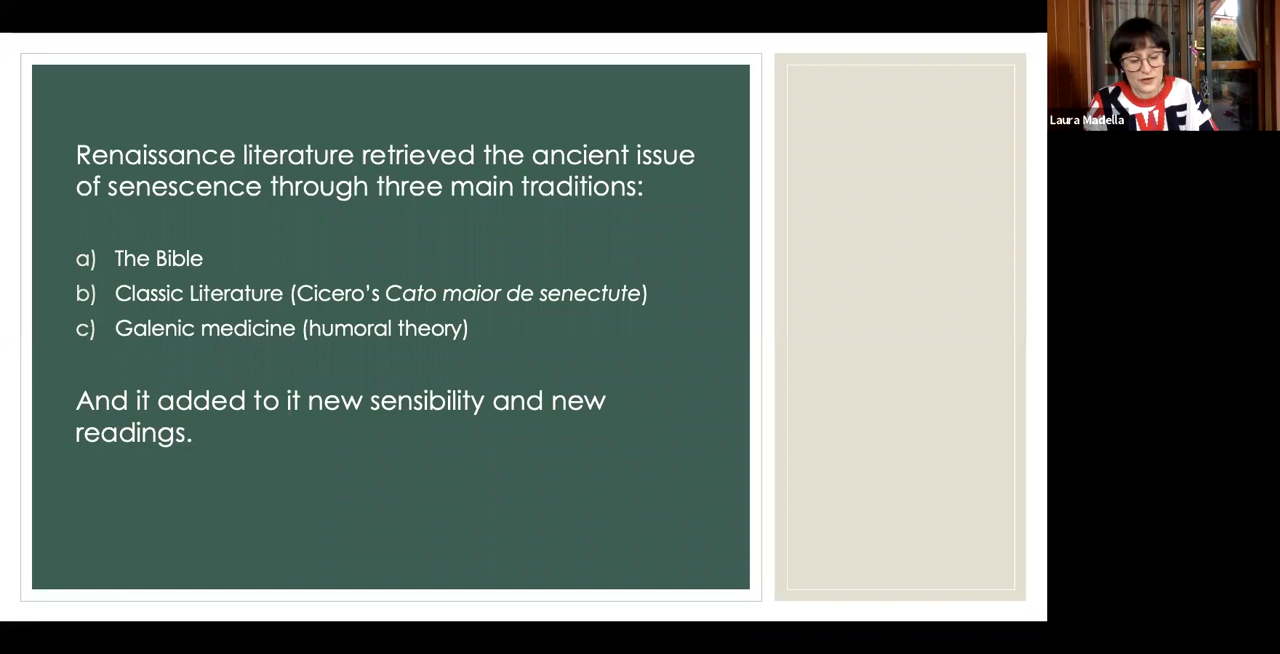 Renaissance literature retrieved the ancient issue
of senescence through three main traditions:
a) The Bible
b) Classic Literature (Cicero's Cato maior de senectute)
c) Galenic medicine (humoral theory)
And it added to it new sensibility and new
readings.
Laura Madella